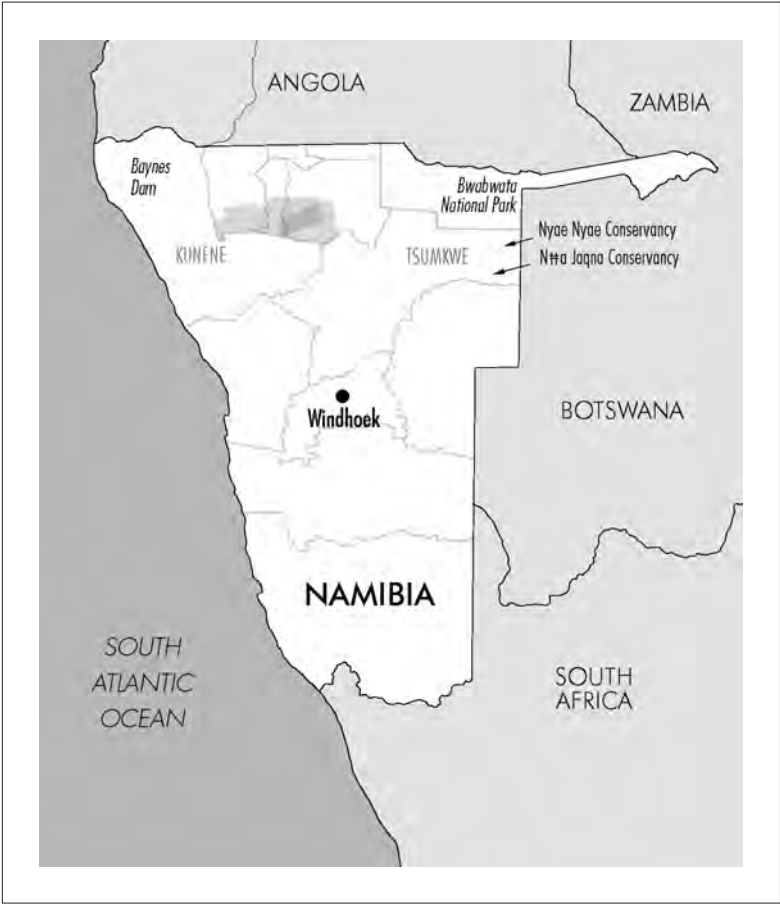 ANGOLA
ZAMBIA
Baynes
Dam
Bwabwata
National Park
Nyae Nyae Conservancy
KUNENE
TSUMKWE
N‡a Jaqna Conservancy
BOTSWANA
Windhoek
NAMIBIA
SOUTH
ATLANTIC
OCEAN
SOUTH
AFRICA